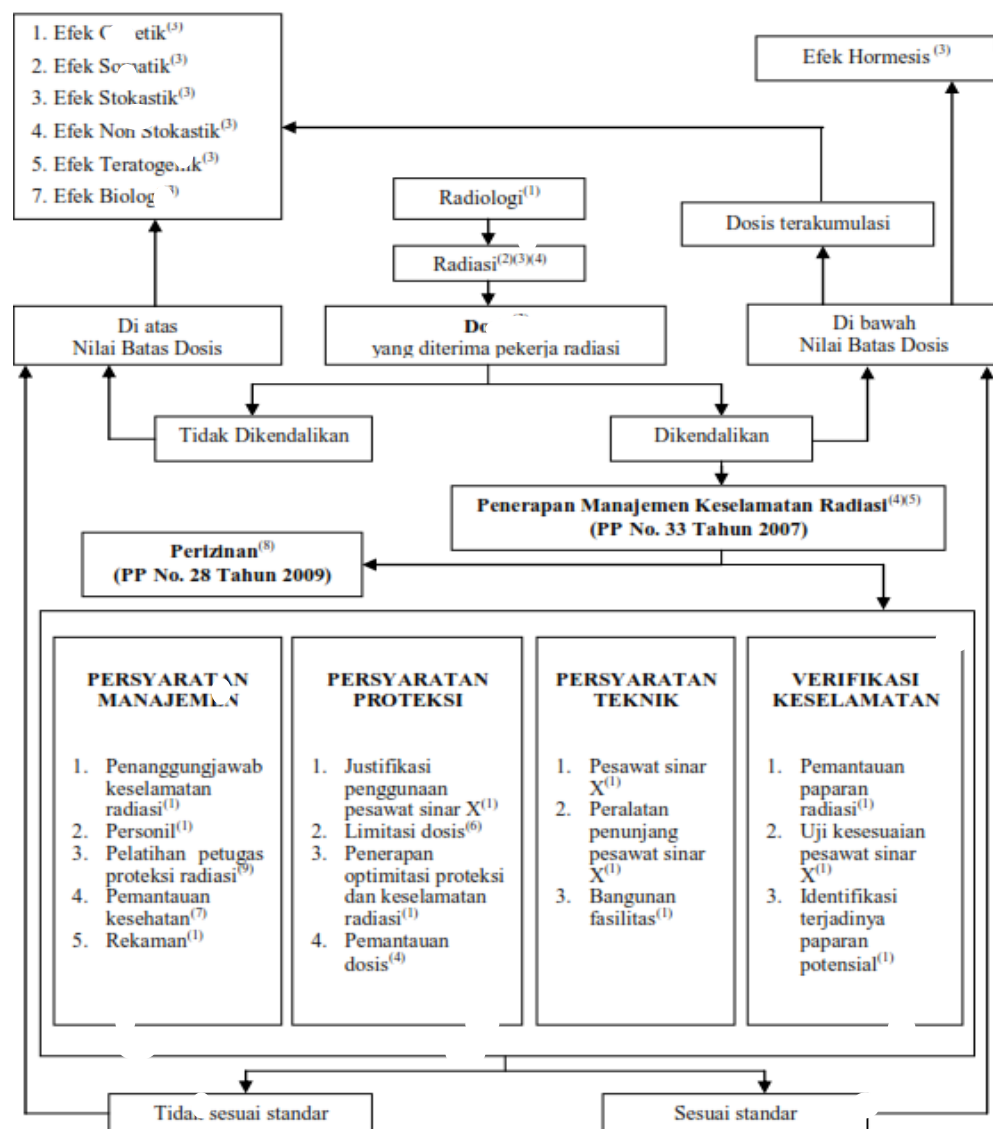 1. Efek
2. Efek
3. Efek Stokastik(3)
4. Efek Non Stokastik(3)
5. Efek
7. Efek
Efek Hormesis (3)
Radiologi(1)
Dosis terakumulasi
Radiasi(2)(3)(4)
Di atas
Nilai Batas Dosis
yang diterima pekerja radiasi
Di bawah
Nilai Batas Dosis
Tidak Dikendalikan
Dikendalikan
Penerapan Manajemen Keselamatan Radiasi(4)(5)
(PP No. 33 Tahun 2007)
Perizinan(8)
(PP No. 28 Tahun 2009)
PERSYARATAN
MANAJEMEN
1. Penanggungjawab
keselamatan
radiasi(1)
2. Personil(1)
3. Pelatihan petugas
proteksi radiasi(9)
4. Pemantauan
kesehatan(7)
5. Rekaman(1)
PERSYARATAN
PROTEKSI
1. Justifikasi
penggunaan
pesawat sinar X(1)
2. Limitasi dosis(6)
3. Penerapan
optimitasi proteksi
dan keselamatan
radiasi(1)
4. Pemantauan
dosis(4)
PERSYARATAN
TEKNIK
1. Pesawat sinar
X(1)
2. Peralatan
penunjang
pesawat sinar
X(1)
3. Bangunan
fasilitas(1)
VERIFIKASI
KESELAMATAN
1. Pemantauan
paparan
radiasi(1)
2. Uji kesesuaian
pesawat sinar
X(1)
3. Identifikasi
terjadinya
paparan
potensial(1)
Tidak sesuai standar
Sesuai standar